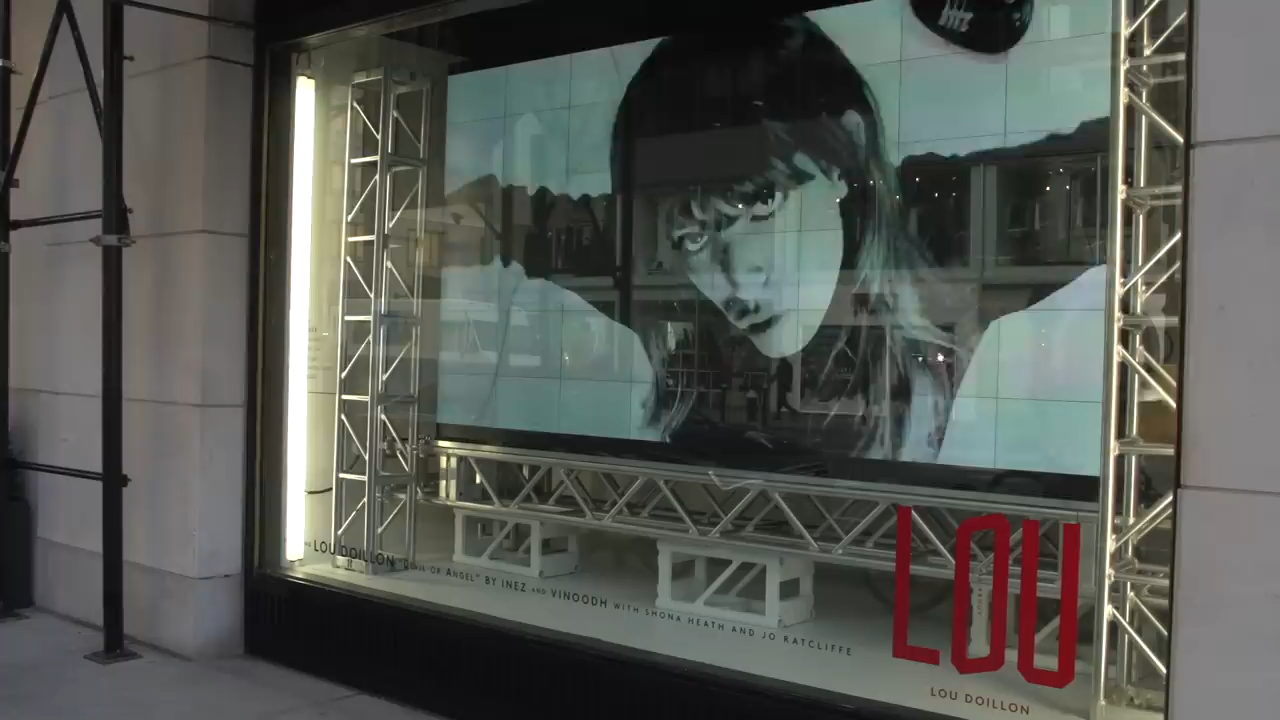 LOU DOILLON "DEVIL OR ANGEL" BY INEZ AND VINOODH WITH SHONA HEATH AND JO RATCLIFFE
LOU
LOU DOILLON